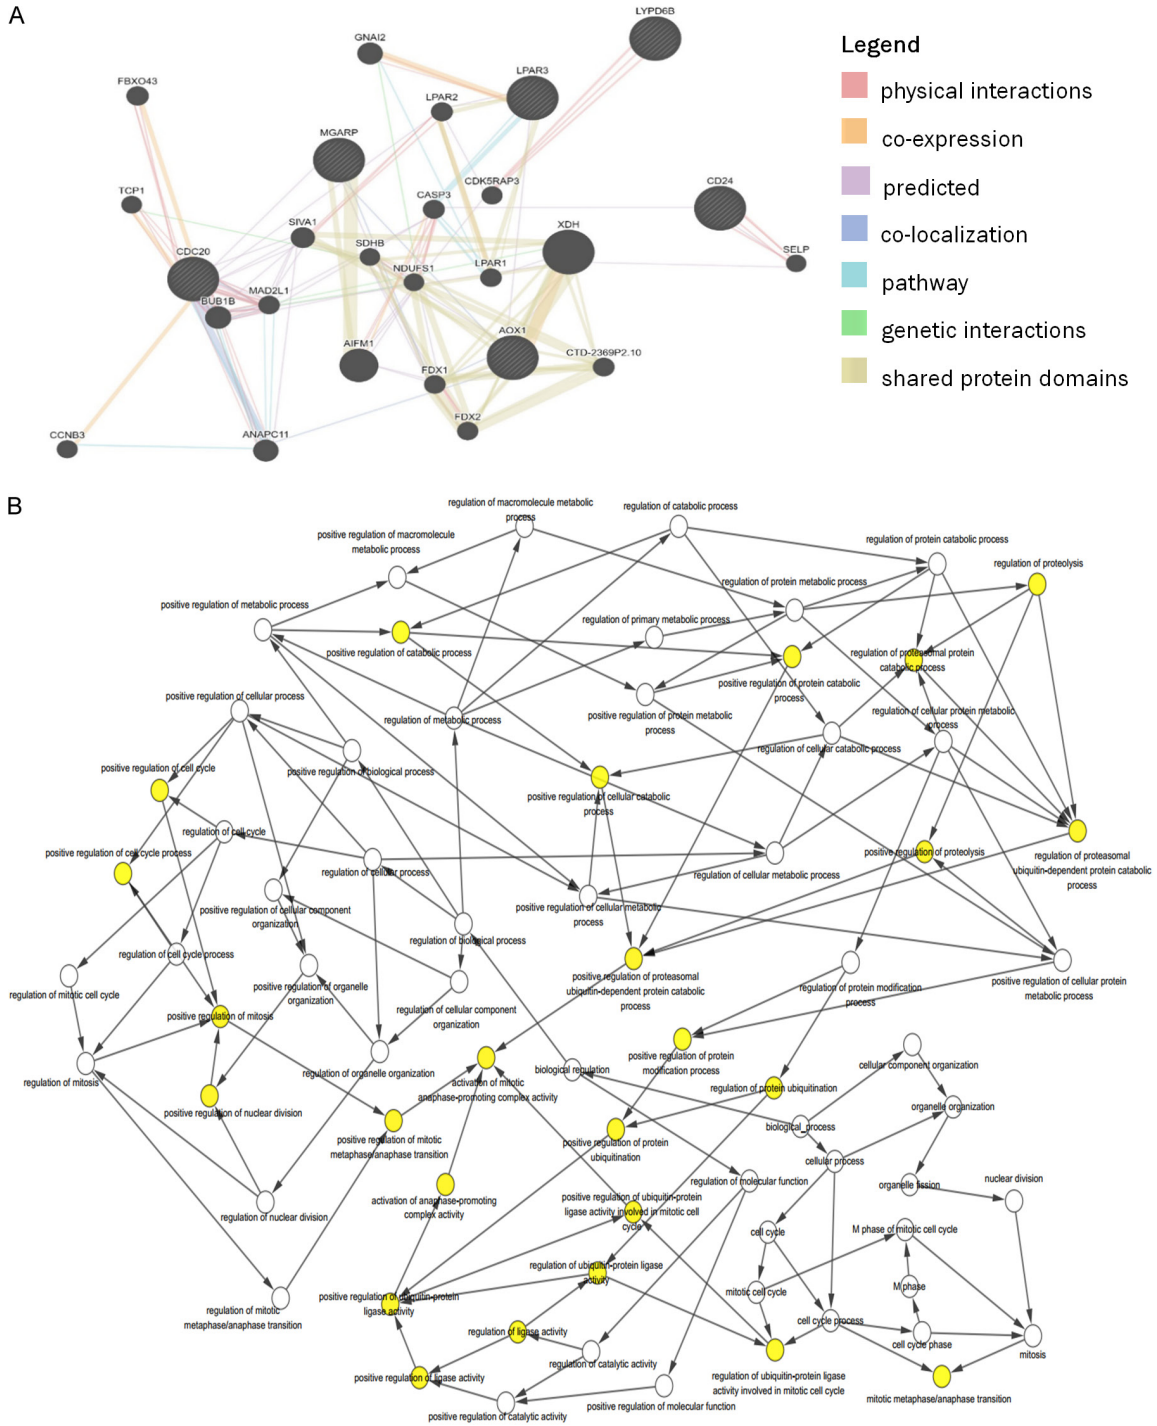 A
LYPD6B
GNAI2
LPAR3
FBXO43
LPAR2
MGARP
CDK5RAP3
CD24
TCP1
CASP3
SIVA1
XDH
SDHB
CDC20
SELP
NDUFS1
LPAR1
MAD2L1
BUB1B
AOX1
AIFM1
CTD-2369P2.10
FDX1
FDX2
CCNB3
ANAPC11
Legend
physical interactions
co-expression
predicted
co-localization
pathway
genetic interactions
shared protein domains
B
regulation of macromolecule metabolic
process
regulation of catabolic process
positive regulation of macromolecule
metabolic process
regulation of protein catabolic process
regulation of proteolysis
regulation of protein metabolic process
positive regulation of metabolic process
regulation of primary metabolic process
positive regulation of catabolic process
regulation of proteasomal protein
catabolic process
positive regulation of protein catabolic
process
positive regulation of cellular process
regulation of metabolic process
positive regulation of protein metabolic
process
regulation of cellular protein metabolic
process
regulation of cellular catabolic process
positive regulation of cell cycle
positive regulation of biological process
positive regulation of cellular catabolic
process
regulation of cell cycle
positive regulation of cell cycle process
regulation of cellular process
regulation of cellular metabolic process
positive regulation of proteolysis
regulation of proteasomal
ubiquitin-dependent protein catabolic
process
positive regulation of cellular component
organization
positive regulation of cellular metabolic
process
regulation of cell cycle process
regulation of biological process
regulation of mitotic cell cycle
positive regulation of organelle
organization
regulation of cellular component
organization
positive regulation of proteasomal
ubiquitin-dependent protein catabolic
process
regulation of protein modification
process
positive regulation of cellular protein
metabolic process
positive regulation of mitosis
regulation of mitosis
regulation of organelle organization
activation of mitotic
anaphase-promoting complex activity
biological regulation
positive regulation of protein
modification process
cellular component organization
regulation of protein ubiquitination
organelle organization
positive regulation of nuclear division
positive regulation of mitotic
metaphase/anaphase transition
positive regulation of protein
ubiquitination
biological_process
cellular process
activation of anaphase-promoting
complex activity
regulation of molecular function
organelle fission
nuclear division
regulation of nuclear division
positive regulation of ubiquitin-protein
ligase activity involved in mitotic cell
cycle
cell cycle
M phase of mitotic cell cycle
regulation of ubiquitin-protein ligase
activity
mitotic cell cycle
M phase
regulation of mitotic
metaphase/anaphase transition
positive regulation of ubiquitin-protein
ligase activity
cell cycle process
regulation of ligase activity
cell cycle phase
mitosis
regulation of catalytic activity
positive regulation of ligase activity
regulation of ubiquitin-protein ligase
activity involved in mitotic cell cycle
mitotic metaphase/anaphase transition
positive regulation of catalytic activity
positive regulation of molecular function